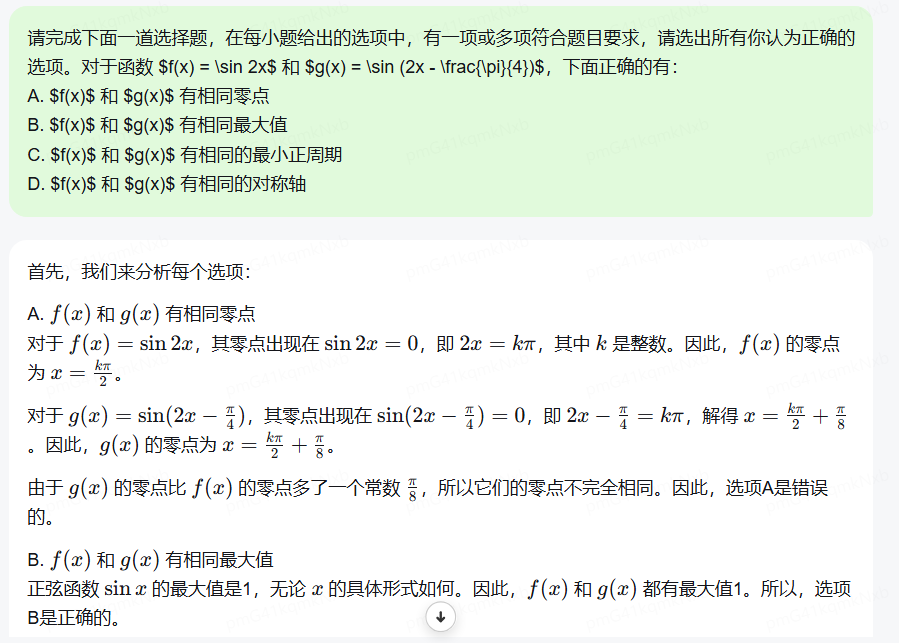 请完成下面一道选择题，在每小题给出的选项中，有一项或多项符合题目要求，请选出所有你认为正确的
选项。对于函数 $f(x) = \sin 2x$ 和 $g(x) = \sin (2x - \frac{\pi}{4})$，下面正确的有：
A. $f(x)$ 和 $g(x)$ 有相同零点
B. $f(x)$ 和 $g(x)$ 有相同最大值
C. $f(x)$ 和 $g(x)$ 有相同的最小正周期
D. $f(x)$ 和 $g(x)$ 有相同的对称轴
首先，我们来分析每个选项：
A. f(x) 和 g(x) 有相同零点
对于 f(x) = sin 2x，其零点出现在 sin 2x = 0，即 2x = kπ，其中 k 是整数。因此，f(x) 的零点
为 x = \frac{kπ}{2}。
对于 g(x) = sin(2x − \frac{π}{4})，其零点出现在 sin(2x − \frac{π}{4}) = 0，即 2x − \frac{π}{4} = kπ，解得 x = \frac{kπ}{2} + \frac{π}{8}
。因此，g(x) 的零点为 x = \frac{kπ}{2} + \frac{π}{8}。
由于 g(x) 的零点比 f(x) 的零点多了一个常数 \frac{π}{8}，所以它们的零点不完全相同。因此，选项A是错误
的。
B. f(x) 和 g(x) 有相同最大值
正弦函数 sin x 的最大值是1，无论 x 的具体形式如何。因此，f(x) 和 g(x) 都有最大值1。所以，选项
B是正确的。